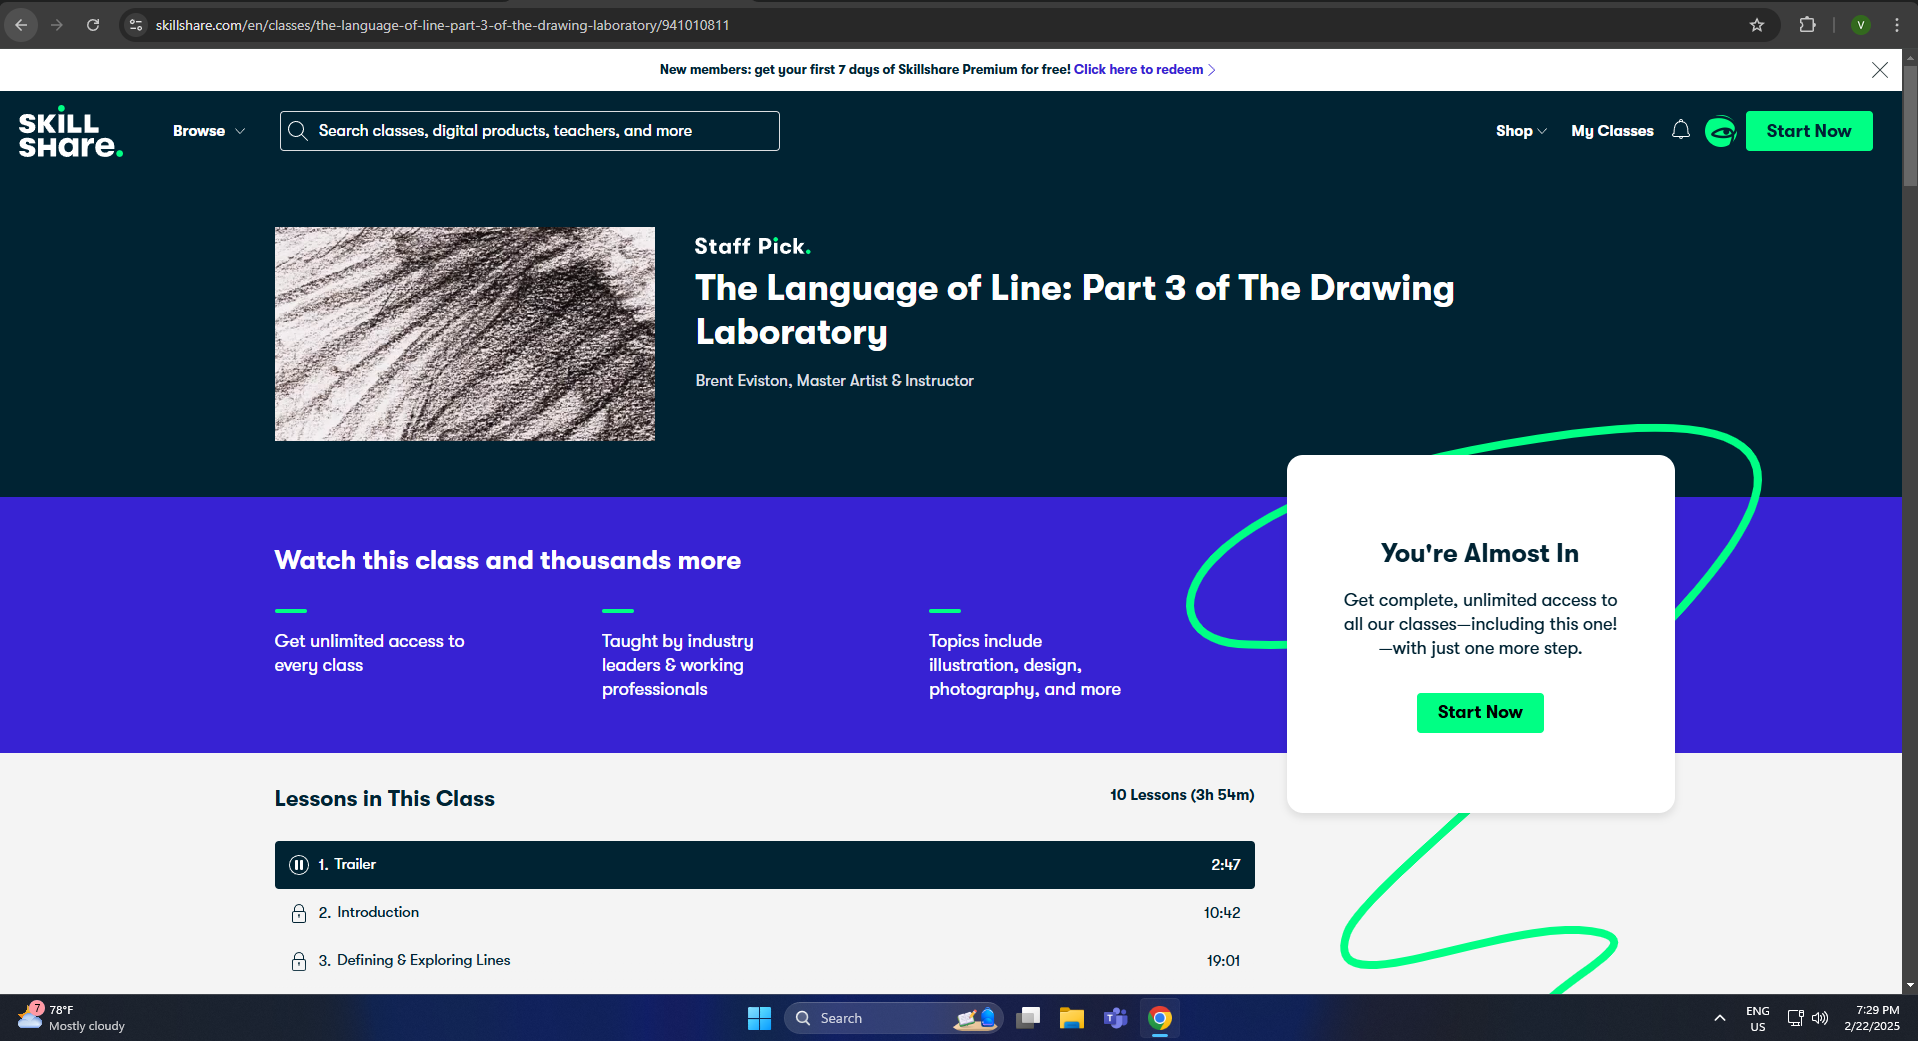 skillshare.com/en/classes/the-language-of-line-part-3-of-the-drawing-laboratory/941010811
V
New members: get your first 7 days of Skillshare Premium for free! Click here to redeem
SKILL
SHare.
Browse
Search classes, digital products, teachers, and more
Shop
My Classes
Start Now
Staff Pick.
The Language of Line: Part 3 of The Drawing
Laboratory
Brent Eviston, Master Artist & Instructor
Watch this class and thousands more
Get unlimited access to
every class
Taught by industry
leaders & working
professionals
Topics include
illustration, design,
photography, and more
You're Almost In
Get complete, unlimited access to
all our classes—including this one!
—with just one more step.
Start Now
Lessons in This Class
10 Lessons (3h 54m)
1. Trailer
2:47
2. Introduction
10:42
3. Defining & Exploring Lines
19:01
7
78°F
Mostly cloudy
Search
T
ENG
US
7:29 PM
2/22/2025